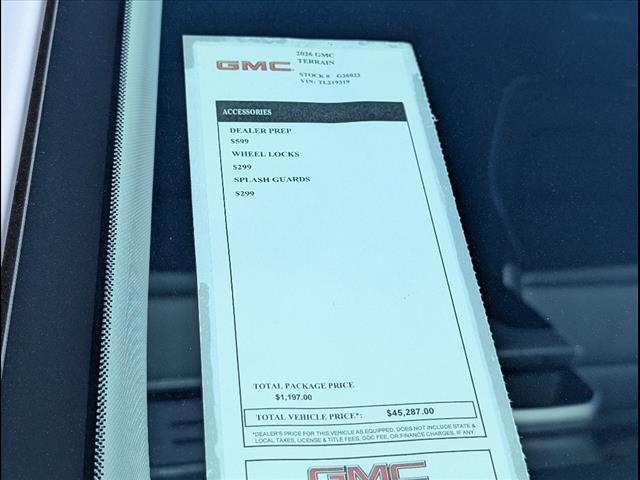 GMC
2026 GMC
TERRAIN
STOCK # G26022
VIN: TL219319
ACCESSORIES
DEALER PREP
$599
WHEEL LOCKS
$299
SPLASH GUARDS
$299
TOTAL PACKAGE PRICE
$1,197.00
TOTAL VEHICLE PRICE*: $45,287.00
*DEALER'S PRICE FOR THIS VEHICLE AS EQUIPPED. DOES NOT INCLUDE STATE &
LOCAL TAXES, LICENSE & TITLE FEES, DOC FEE, OR FINANCE CHARGES, IF ANY.
GMC